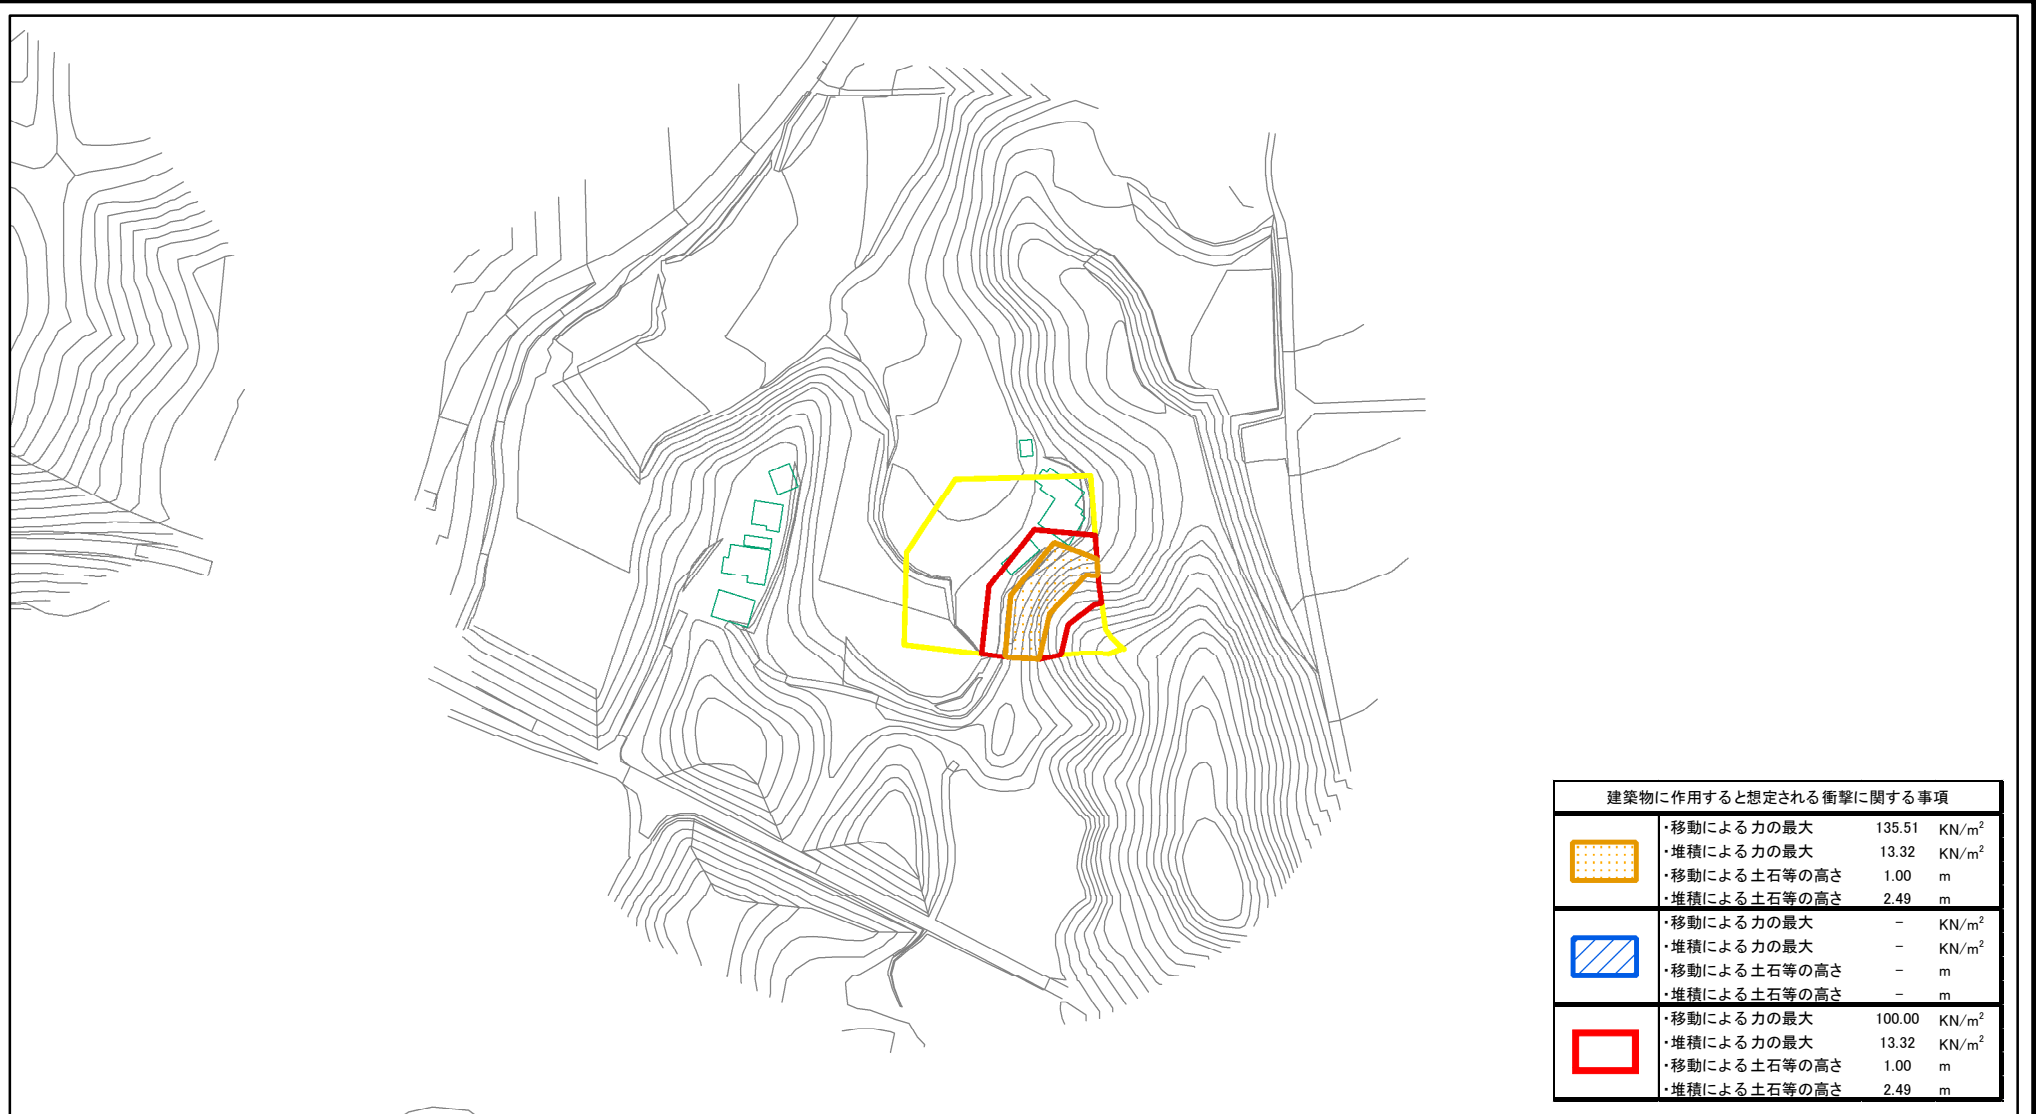 建築物に作用すると想定される衝撃に関する事項
・移動による力の最大 135.51 KN/m²
・堆積による力の最大 13.32 KN/m²
・移動による土石等の高さ 1.00 m
・堆積による土石等の高さ 2.49 m
・移動による力の最大 － KN/m²
・堆積による力の最大 － KN/m²
・移動による土石等の高さ － m
・堆積による土石等の高さ － m
・移動による力の最大 100.00 KN/m²
・堆積による力の最大 13.32 KN/m²
・移動による土石等の高さ 1.00 m
・堆積による土石等の高さ 2.49 m